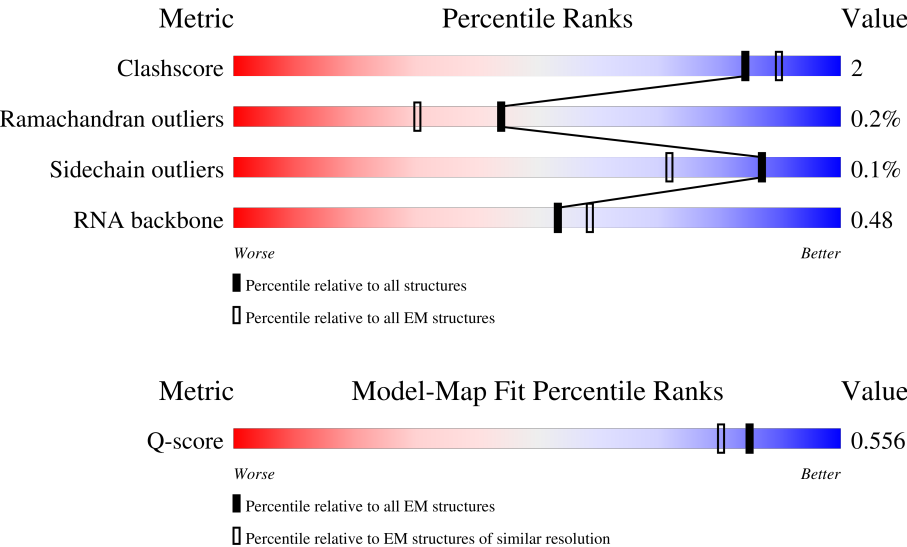 Metric Percentile Ranks Value
Clashscore 2
Ramachandran outliers 0.2%
Sidechain outliers 0.1%
RNA backbone 0.48
Worse Better
Percentile relative to all structures
Percentile relative to all EM structures
Metric Model-Map Fit Percentile Ranks Value
Q-score 0.556
Worse Better
Percentile relative to all EM structures
Percentile relative to EM structures of similar resolution